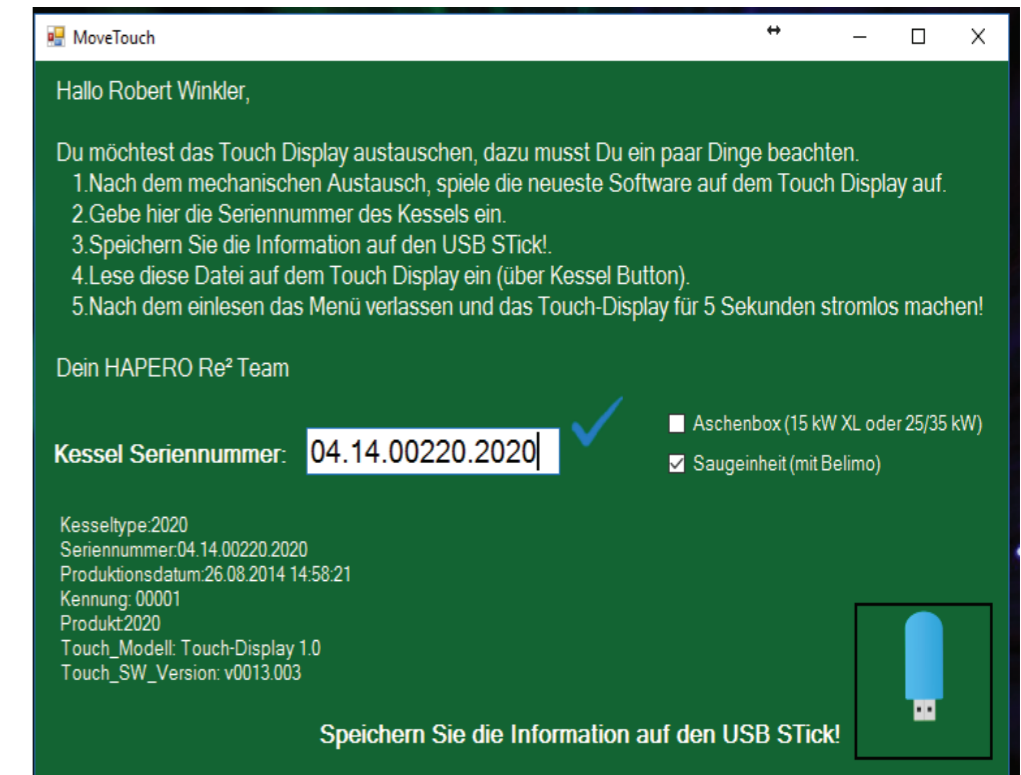 MoveTouch
Hallo Robert Winkler,
Du möchtest das Touch Display austauschen, dazu musst Du ein paar Dinge beachten.
1.Nach dem mechanischen Austausch, spiele die neueste Software auf dem Touch Display auf.
2.Gebe hier die Seriennummer des Kessels ein.
3.Speichern Sie die Information auf den USB STick!.
4.Lese diese Datei auf dem Touch Display ein (über Kessel Button).
5.Nach dem einlesen das Menü verlassen und das Touch-Display für 5 Sekunden stromlos machen!
Dein HAPERO Re² Team
Kessel Seriennummer: 04.14.00220.2020
Aschenbox (15 kW XL oder 25/35 kW)
Saugeinheit (mit Belimo)
Kesseltype:2020
Seriennummer:04.14.00220.2020
Produktionsdatum:26.08.2014 14:58:21
Kennung: 00001
Produkt:2020
Touch_Modell: Touch-Display 1.0
Touch_SW_Version: v0013.003
Speichern Sie die Information auf den USB STick!